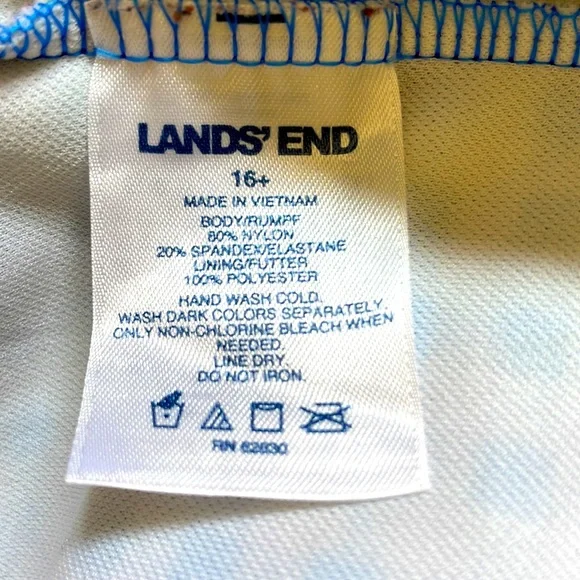 LANDS' END
16+
MADE IN VIETNAM
BODY/RUMPF
80% NYLON
20% SPANDEX/ELASTANE
LINING/FUTTER
100% POLYESTER
HAND WASH COLD.
WASH DARK COLORS SEPARATELY.
ONLY NON-CHLORINE BLEACH WHEN
NEEDED.
LINE DRY.
DO NOT IRON.
RN 62830